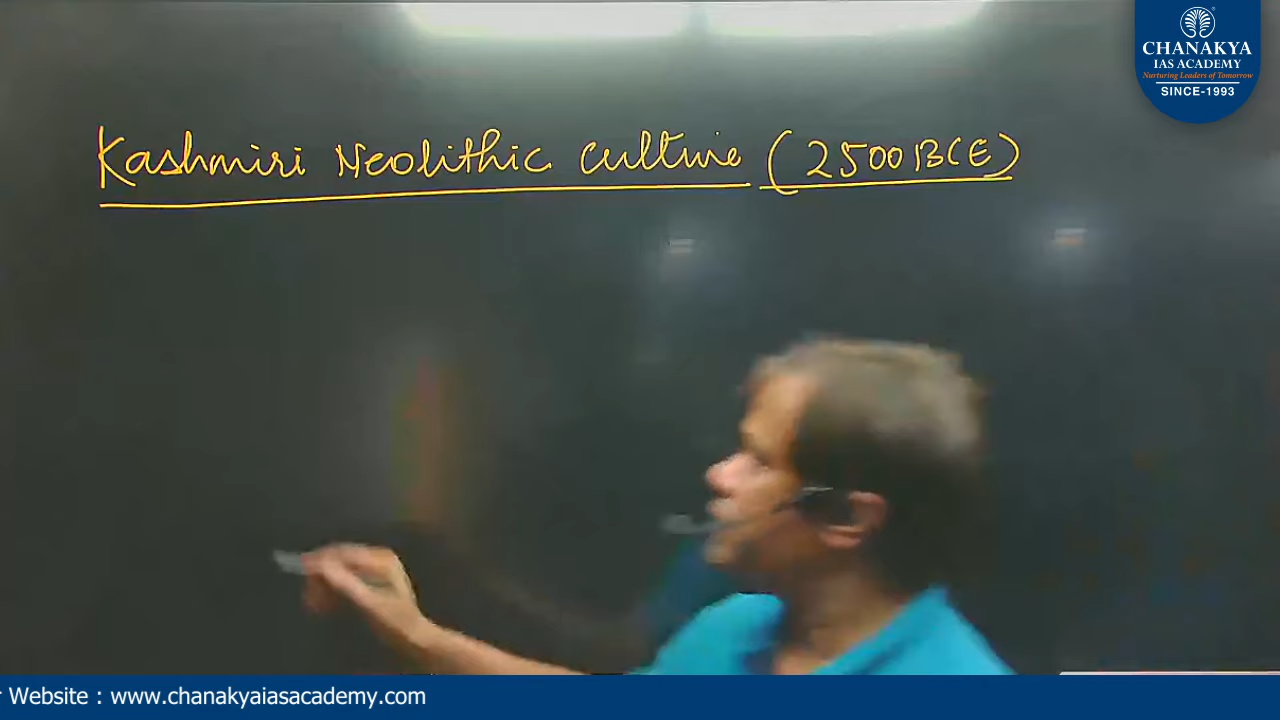 CHANAKYA
IAS ACADEMY
Nurturing Leaders of Tomorrow
SINCE-1993
Kashmiri Neolithic Culture (2500 BCE)
r Website : www.chanakyaiasacademy.com